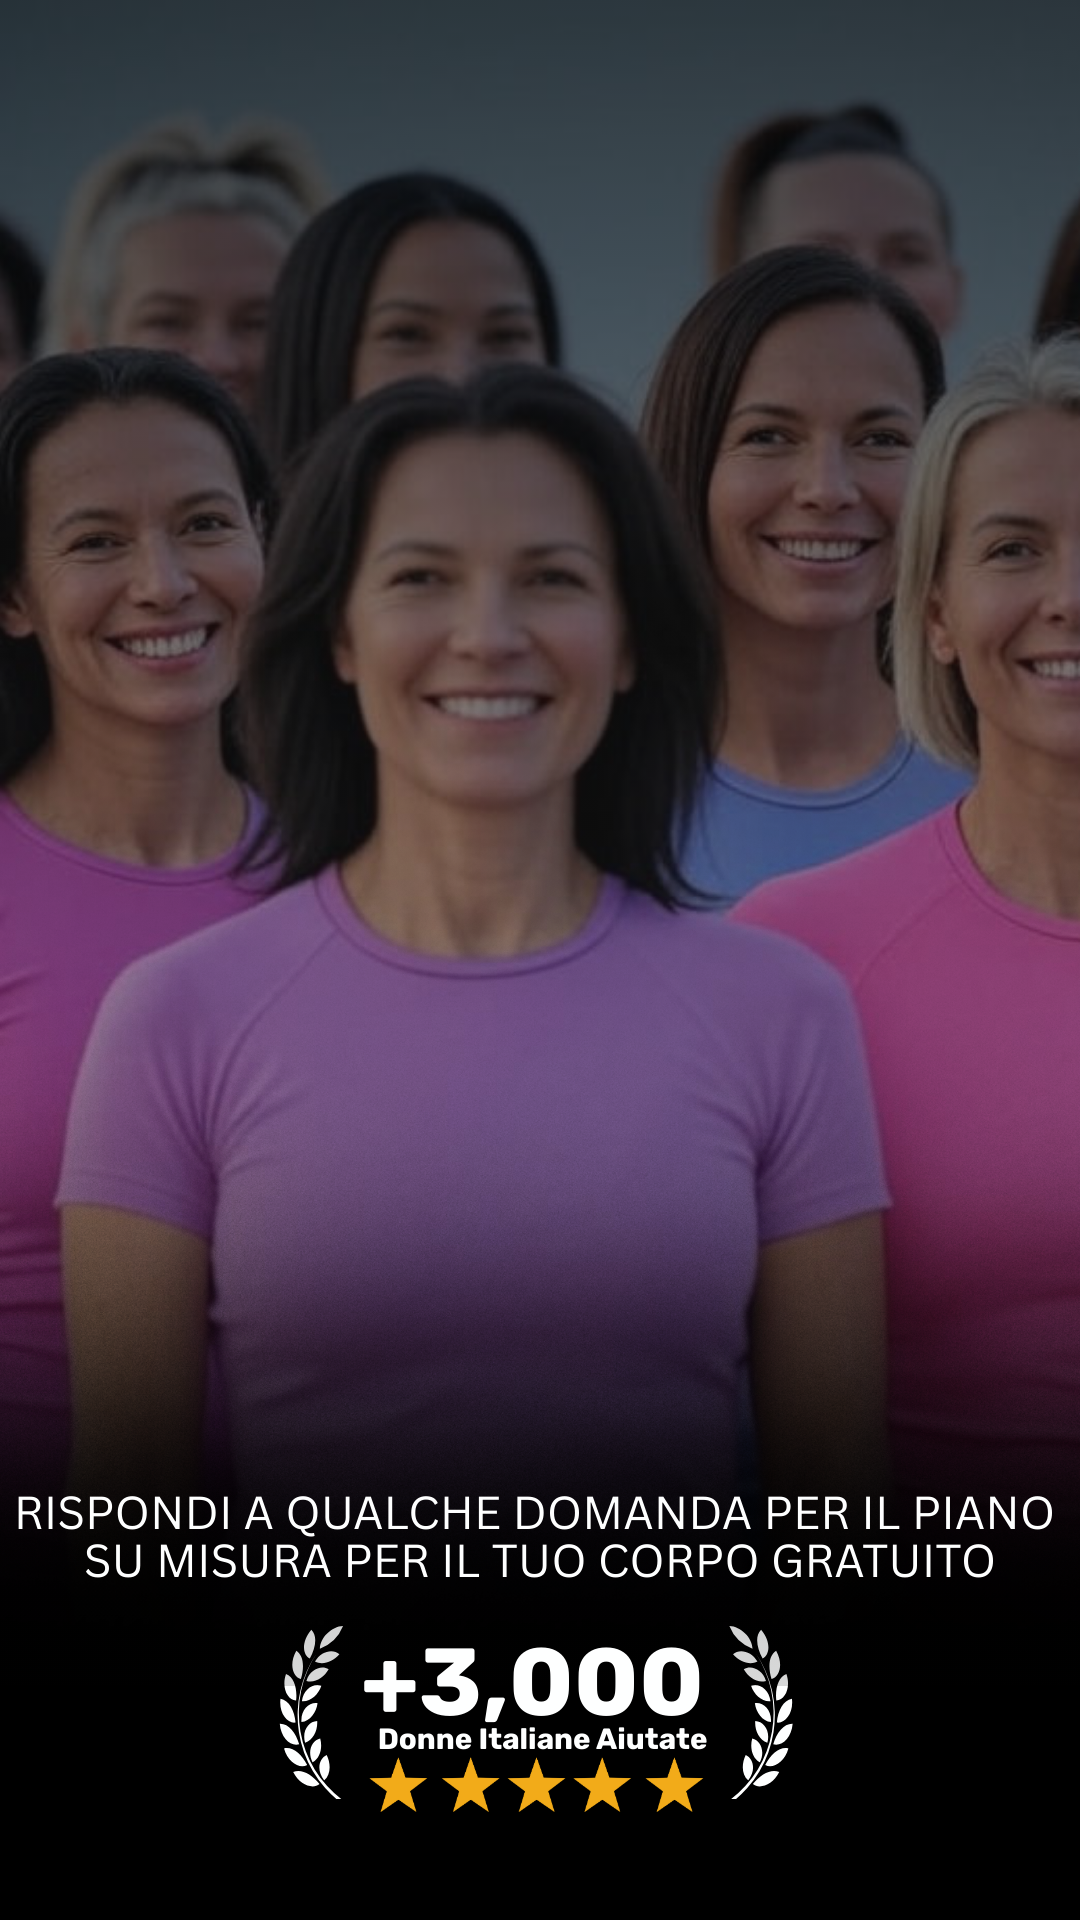 RISPONDI A QUALCHE DOMANDA PER IL PIANO
SU MISURA PER IL TUO CORPO GRATUITO
+3,000
Donne Italiane Aiutate